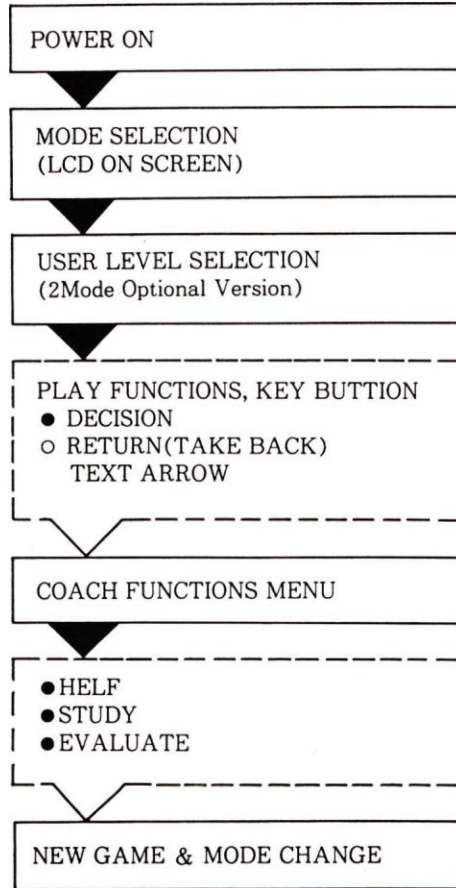 POWER ON
MODE SELECTION
(LCD ON SCREEN)
USER LEVEL SELECTION
(2Mode Optional Version)
PLAY FUNCTIONS, KEY BUTTION
● DECISION
○ RETURN(TAKE BACK)
TEXT ARROW
COACH FUNCTIONS MENU
●HELF
●STUDY
●EVALUATE
NEW GAME & MODE CHANGE